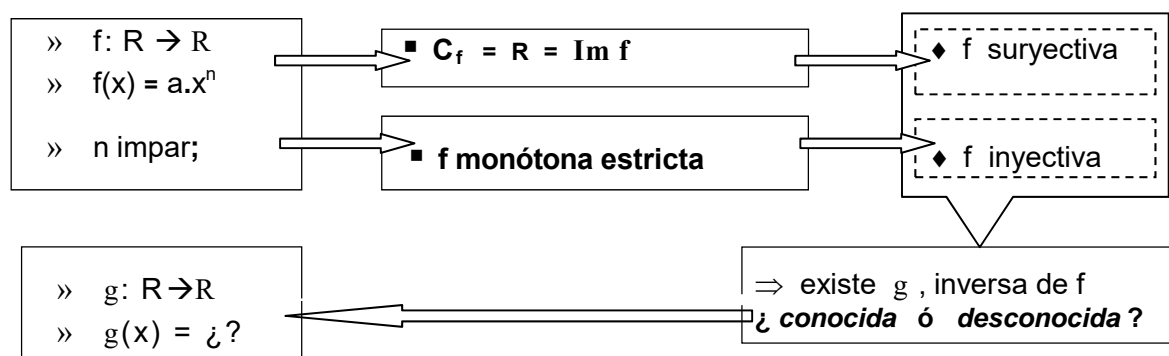 » f: R → R
» f(x) = a.xⁿ
» n impar;
▪ C_f = R = Im f
▪ f monótona estricta
♦ f suryectiva
♦ f inyectiva
⇒ existe g , inversa de f
¿ conocida ó desconocida ?
» g: R → R
» g(x) = ¿?